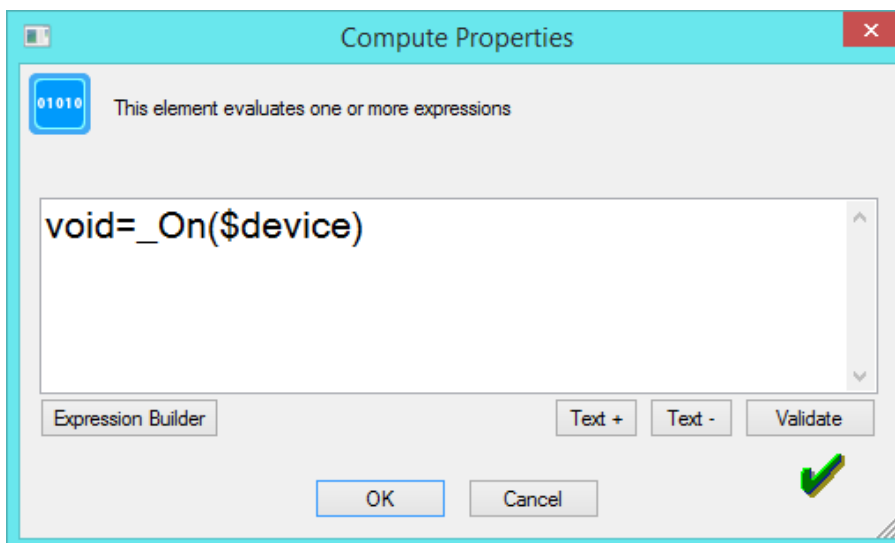 Compute Properties
01010
This element evaluates one or more expressions
void=_On($device)
Expression Builder
Text +
Text -
Validate
OK
Cancel